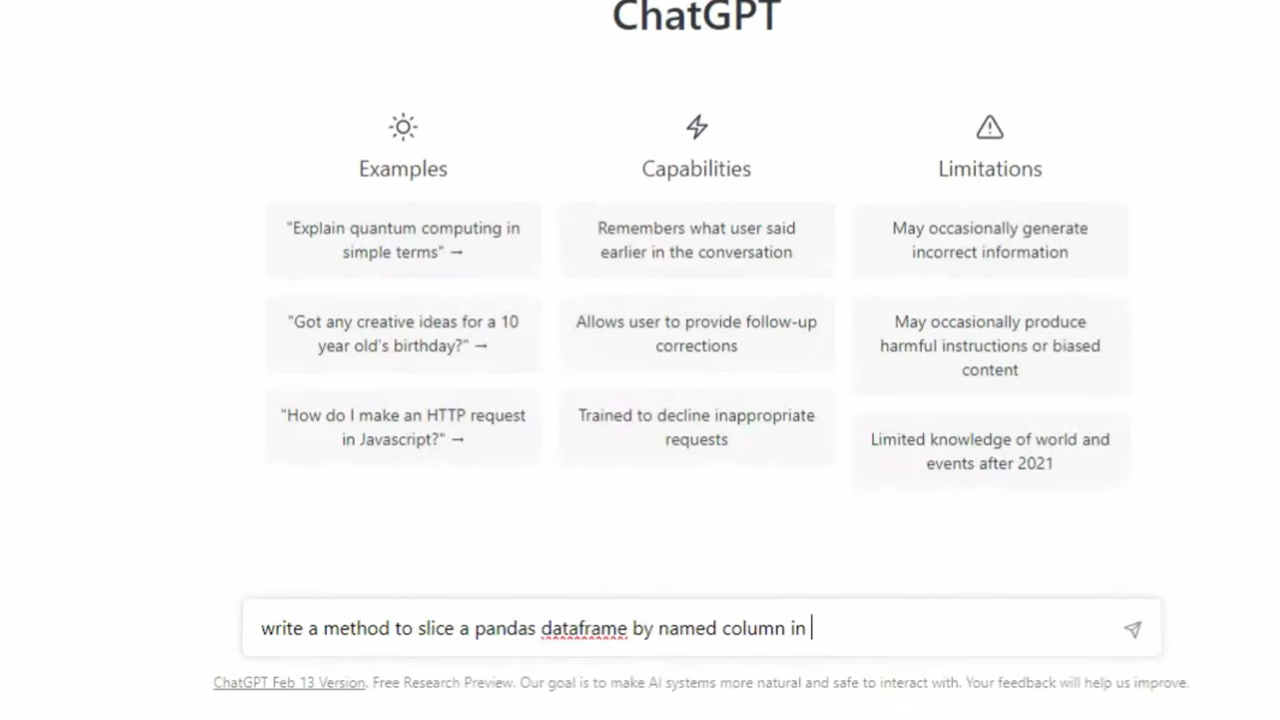 ChatGPT
Examples
Capabilities
Limitations
"Explain quantum computing in
simple terms" →
Remembers what user said
earlier in the conversation
May occasionally generate
incorrect information
"Got any creative ideas for a 10
year old's birthday?" →
Allows user to provide follow-up
corrections
May occasionally produce
harmful instructions or biased
content
"How do I make an HTTP request
in Javascript?" →
Trained to decline inappropriate
requests
Limited knowledge of world and
events after 2021
write a method to slice a pandas dataframe by named column in
ChatGPT Feb 13 Version. Free Research Preview. Our goal is to make AI systems more natural and safe to interact with. Your feedback will help us improve.